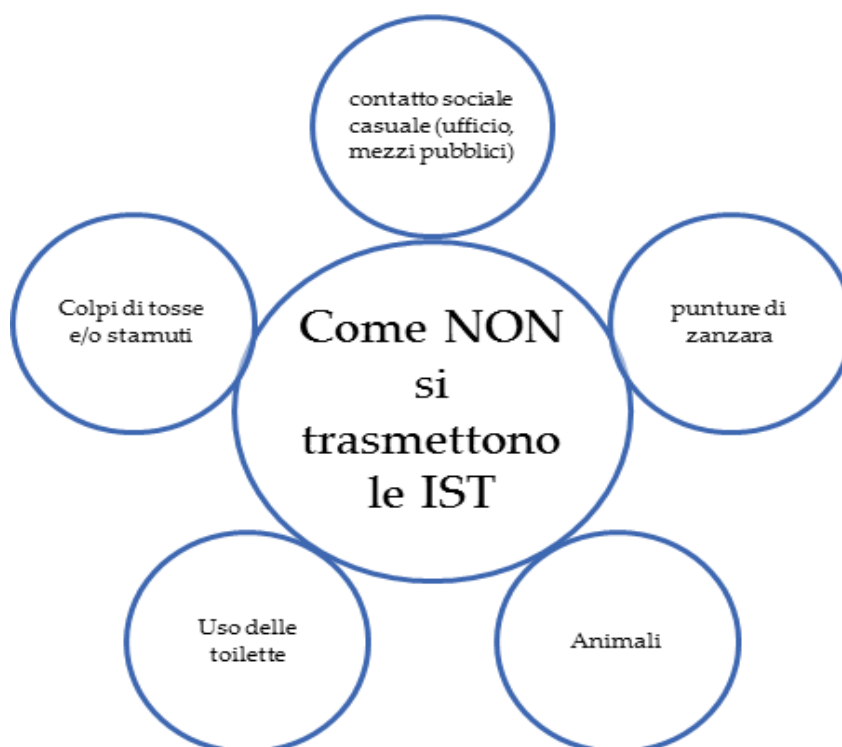 contatto sociale
casuale (ufficio,
mezzi pubblici)
Colpi di tosse
e/o starnuti
Come NON
si
trasmettono
le IST
punture di
zanzara
Uso delle
toilette
Animali